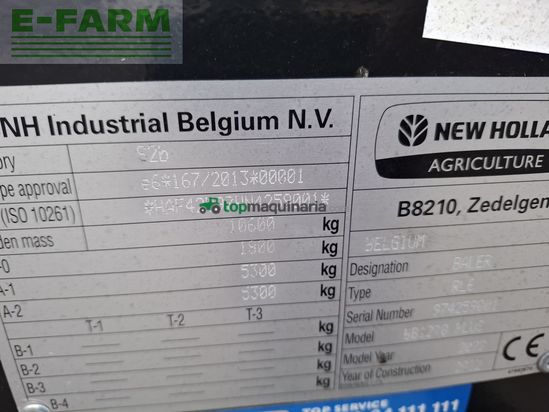 E-FARM
NH Industrial Belgium N.V.
NEW HOLLA
AGRICULTURE
B8210, Zedelgem
ory S2b
pe approval e6*167/2013*00001
(ISO 10261)
topmaquinaria
den mass 10600 kg
-0 1800 kg
A-1 5300 kg
A-2 5300 kg
T-1 T-2 T-3
B-1 kg
B-2 kg
B-3 kg
B-4 kg
BELGIUM
Designation BALER
Type RLE
Serial Number
Model
Model Year
Year of Construction
CE
TOP SERVICE
111 111